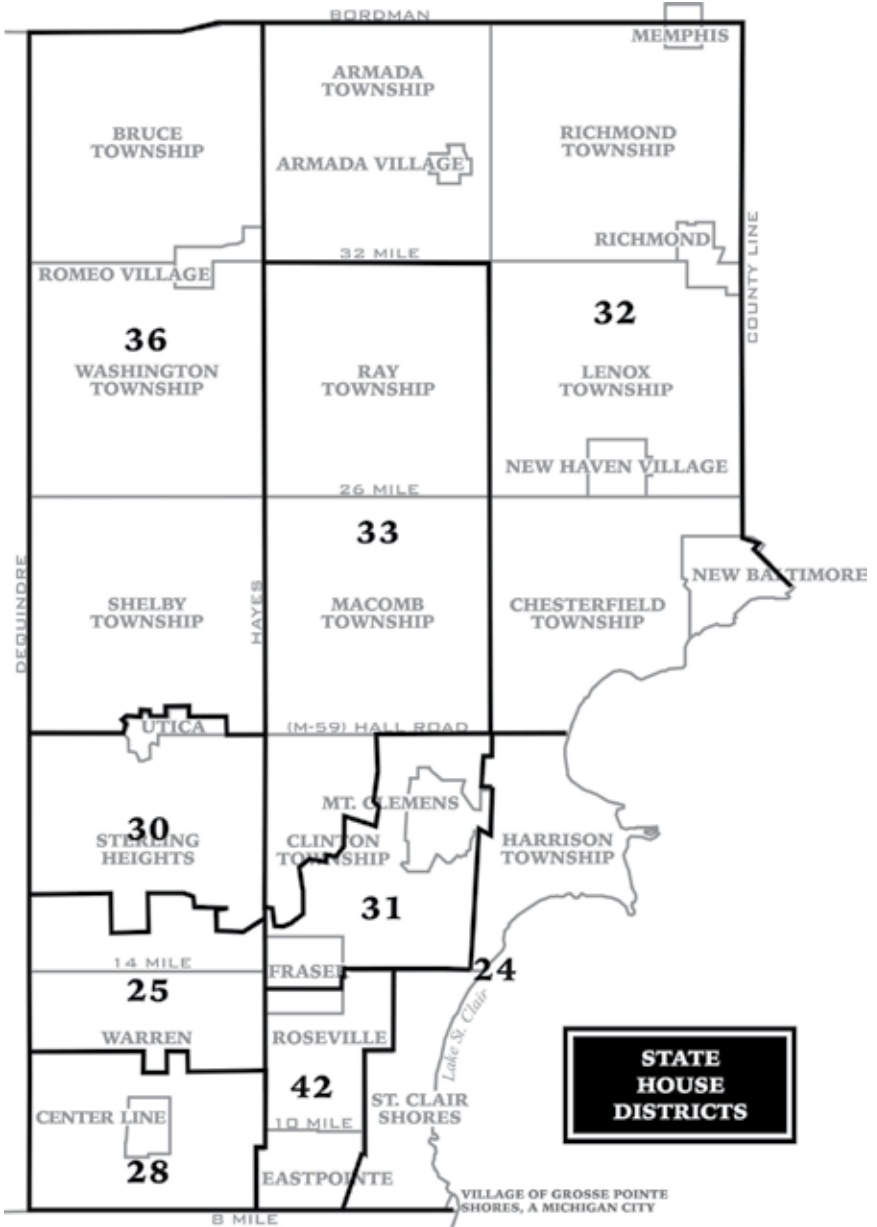 BORDMAN
MEMPHIS
ARMADA
TOWNSHIP
BRUCE
TOWNSHIP
RICHMOND
TOWNSHIP
ARMADA VILLAGE
RICHMOND
32 MILE
ROMEO VILLAGE
COUNTY LINE
36
32
WASHINGTON
TOWNSHIP
RAY
TOWNSHIP
LENOX
TOWNSHIP
NEW HAVEN VILLAGE
26 MILE
33
DEQUINDRE
HAYES
NEW BALTIMORE
SHELBY
TOWNSHIP
MACOMB
TOWNSHIP
CHESTERFIELD
TOWNSHIP
UTICA
(M-59) HALL ROAD
MT. CLEMENS
30
STERLING
HEIGHTS
CLINTON
TOWNSHIP
HARRISON
TOWNSHIP
31
14 MILE
FRASER
24
25
Lake St. Clair
WARREN
ROSEVILLE
STATE
HOUSE
DISTRICTS
42
ST. CLAIR
SHORES
CENTER LINE
10 MILE
28
EASTPOINTE
VILLAGE OF GROSSE POINTE
SHORES, A MICHIGAN CITY
8 MILE